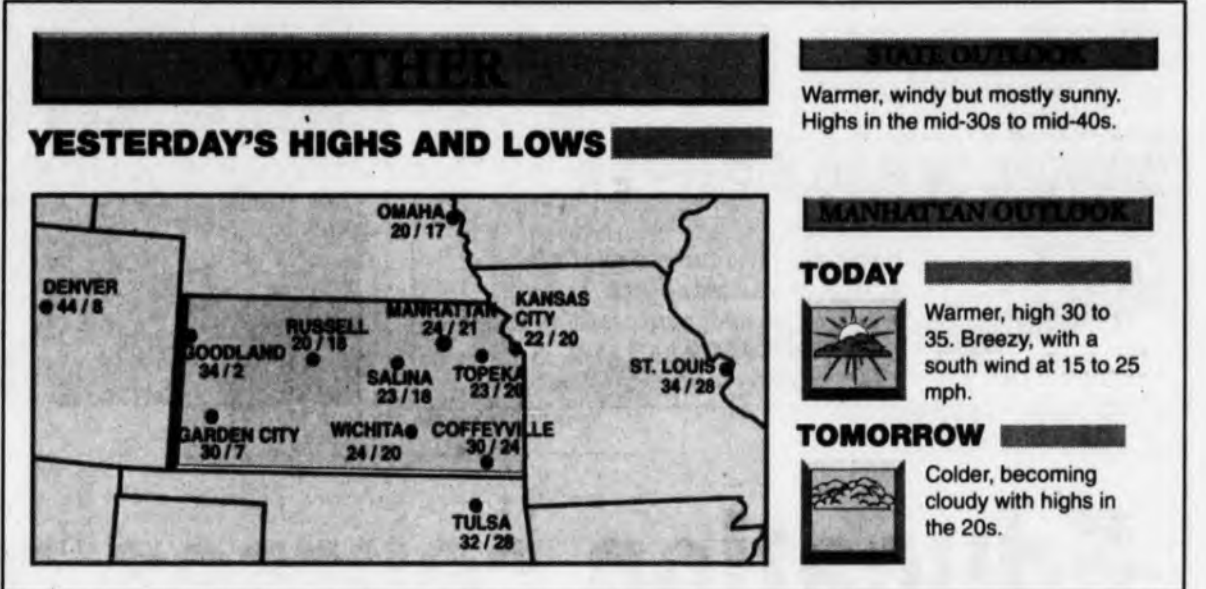 WEATHER
YESTERDAY'S HIGHS AND LOWS
OMAHA
20 / 17
DENVER
44 / 8
GOODLAND
34 / 2
RUSSELL
20 / 18
MANHATTAN
24 / 21
KANSAS
CITY
22 / 20
SALINA
23 / 18
TOPEKA
23 / 20
ST. LOUIS
34 / 28
GARDEN CITY
30 / 7
WICHITA
24 / 20
COFFEYVILLE
30 / 24
TULSA
32 / 28
STATE OUTLOOK
Warmer, windy but mostly sunny.
Highs in the mid-30s to mid-40s.
MANHATTAN OUTLOOK
TODAY
Warmer, high 30 to
35. Breezy, with a
south wind at 15 to 25
mph.
TOMORROW
Colder, becoming
cloudy with highs in
the 20s.